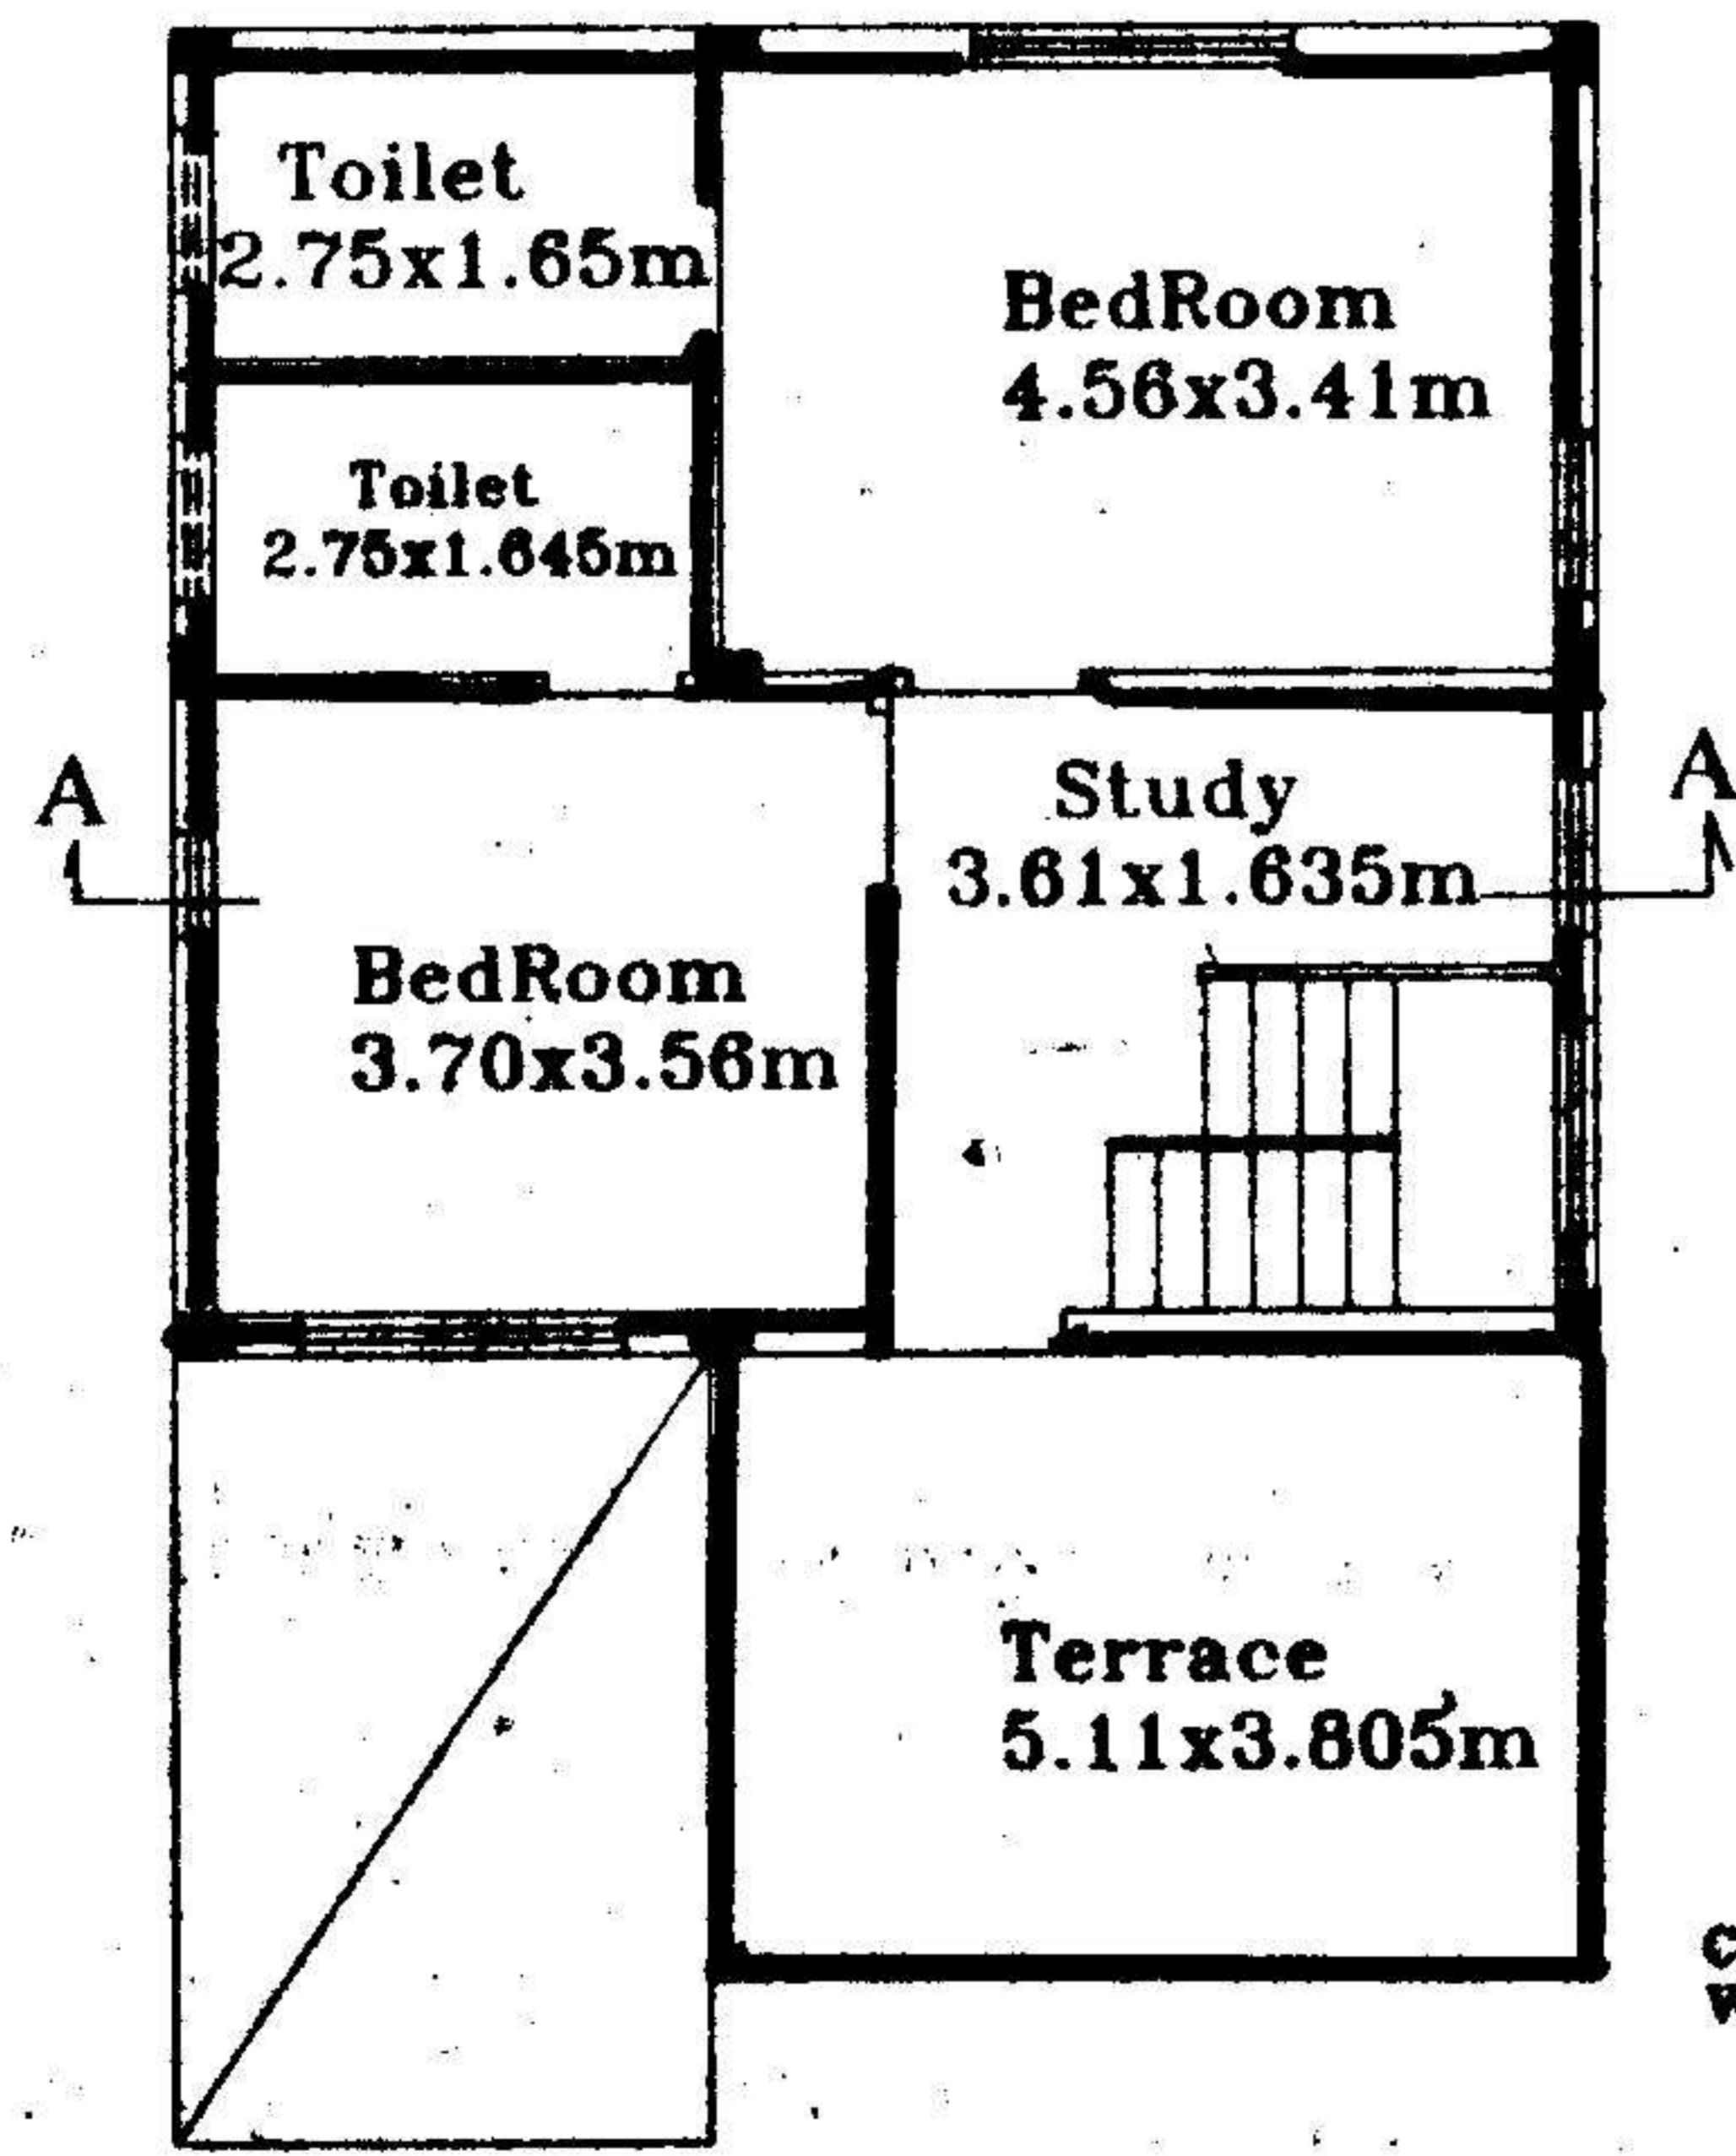 Toilet
2.75x1.65m
BedRoom
4.56x3.41m
Toilet
2.75x1.645m
A
A
Study
3.61x1.635m
BedRoom
3.70x3.56m
Terrace
5.11x3.805m